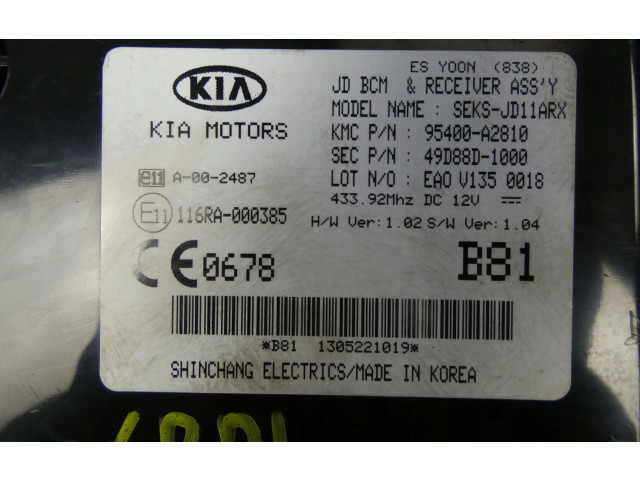 ES YOON (838)
KIA
KIA MOTORS
JD BCM & RECEIVER ASS'Y
MODEL NAME : SEKS-JD11ARX
KMC P/N : 95400-A2810
SEC P/N : 49D88D-1000
LOT N/O : EAO V135 0018
433.92Mhz DC 12V
H/W Ver:1.02 S/W Ver:1.04
e11 A-00-2487
E11 116RA-000385
CE0678
B81
*B81 1305221019*
SHINCHANG ELECTRICS/MADE IN KOREA